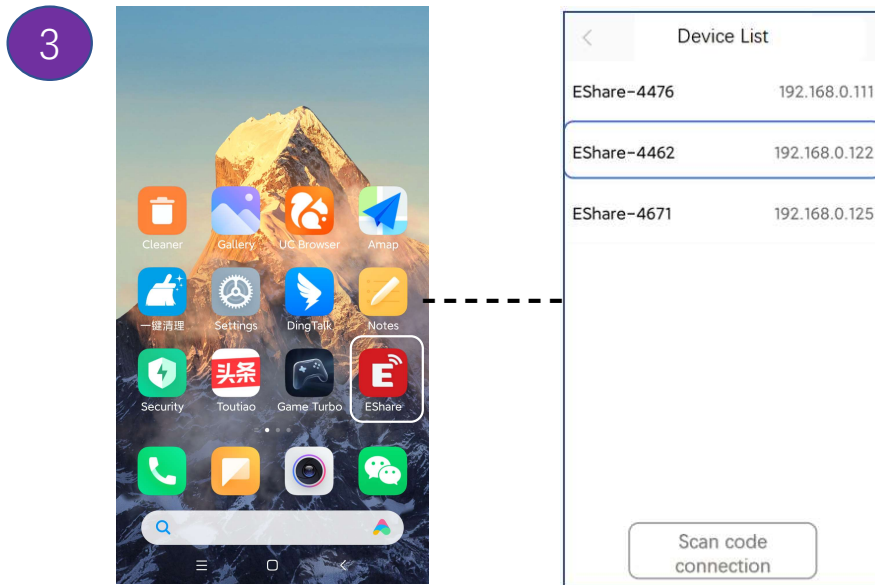 3
Cleaner
Gallery
UC Browser
Amap
一键清理
Settings
DingTalk
Notes
Security
头条
Toutiao
Game Turbo
E
EShare
Device List
EShare-4476 192.168.0.111
EShare-4462 192.168.0.122
EShare-4671 192.168.0.125
Scan code
connection